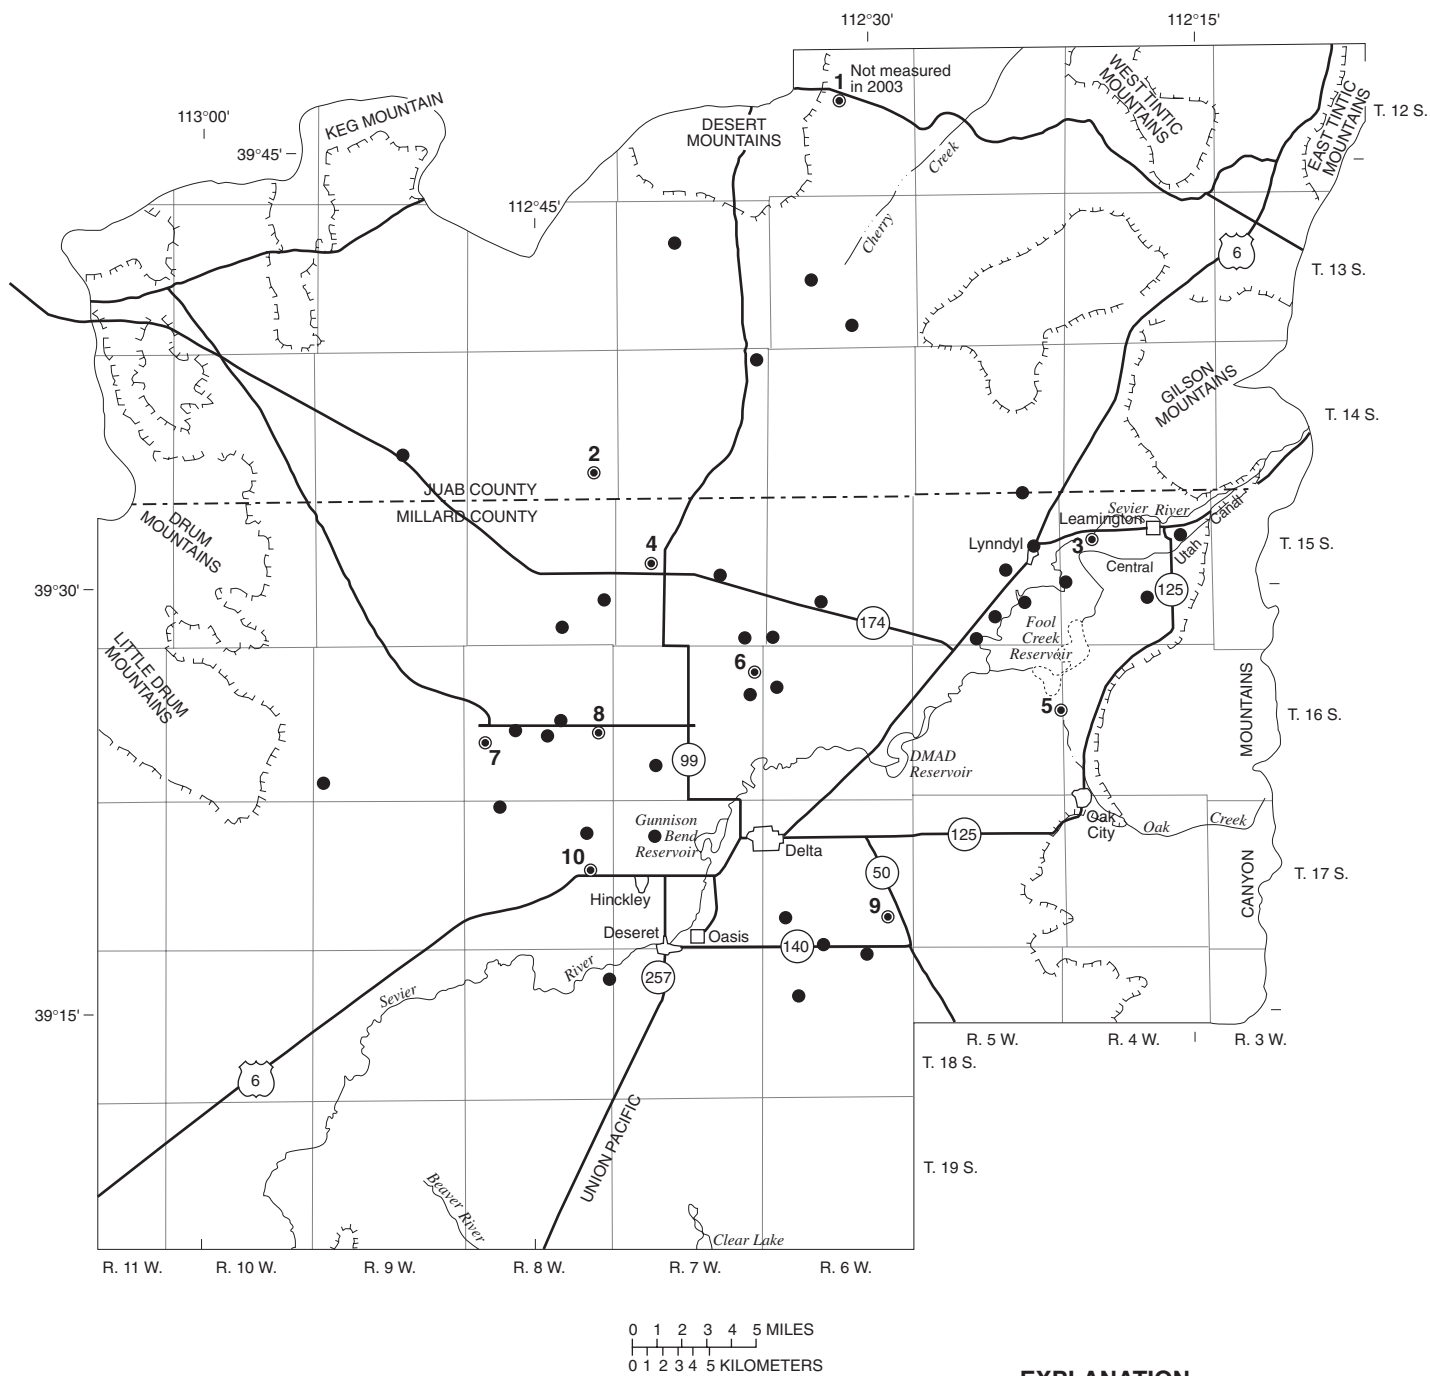 112°30'
112°15'
1
Not measured
in 2003
WEST TINTIC
MOUNTAINS
EAST TINTIC
MOUNTAINS
T. 12 S.
KEG MOUNTAIN
113°00'
39°45'
DESERT
MOUNTAINS
Creek
Cherry
112°45'
6
T. 13 S.
GILSON
MOUNTAINS
T. 14 S.
2
JUAB COUNTY
MILLARD COUNTY
DRUM
MOUNTAINS
Sevier River
Leamington
Canal
Lynndyl
3
Utah
Central
T. 15 S.
4
39°30'
125
174
Fool
Creek
Reservoir
LITTLE DRUM
MOUNTAINS
6
5
MOUNTAINS
T. 16 S.
8
7
99
DMAD
Reservoir
Gunnison
Bend
Reservoir
Oak
City
Oak
Creek
125
Delta
10
50
CANYON
T. 17 S.
Hinckley
9
Deseret
Oasis
140
257
River
Sevier
39°15'
R. 5 W.
R. 4 W.
R. 3 W.
T. 18 S.
6
UNION PACIFIC
T. 19 S.
Beaver River
Clear Lake
R. 11 W.
R. 10 W.
R. 9 W.
R. 8 W.
R. 7 W.
R. 6 W.
0 1 2 3 4 5 MILES
0 1 2 3 4 5 KILOMETERS
EXPLANATION